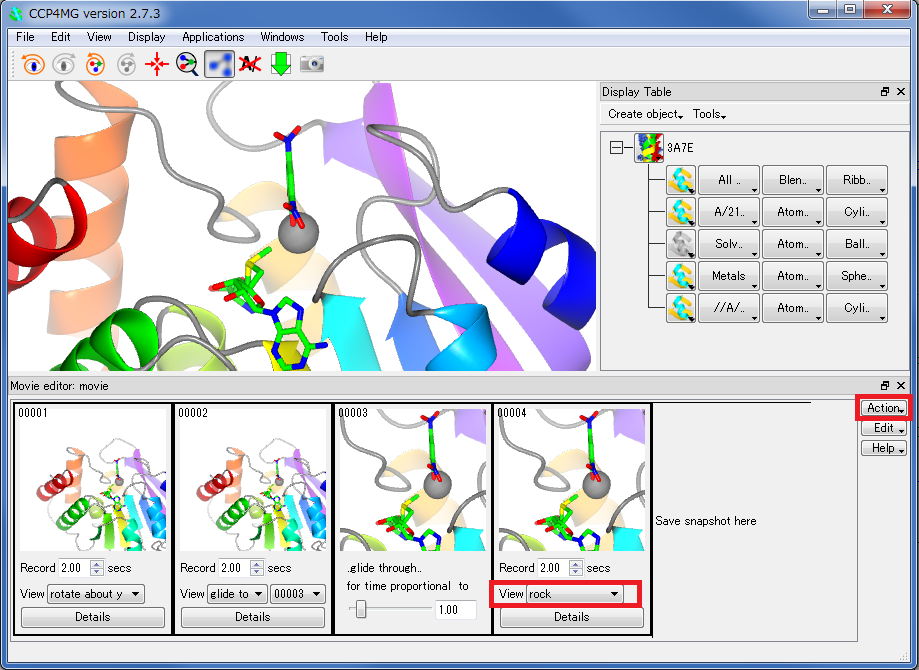 CCP4MG version 2.7.3
File Edit View Display Applications Windows Tools Help
Display Table
Create object Tools
3A7E
All .. Blen.. Ribb..
A/21.. Atom.. Cyli..
Solv.. Atom.. Ball..
Metals Atom.. Sphe..
//A/.. Atom.. Cyli..
Movie editor: movie
00001 00002 00003 00004
Action
Edit
Help
Save snapshot here
Record 2.00 secs
View rotate about y
Details
Record 2.00 secs
View glide to 00003
Details
..glide through..
for time proportional to
1.00
Record 2.00 secs
View rock
Details